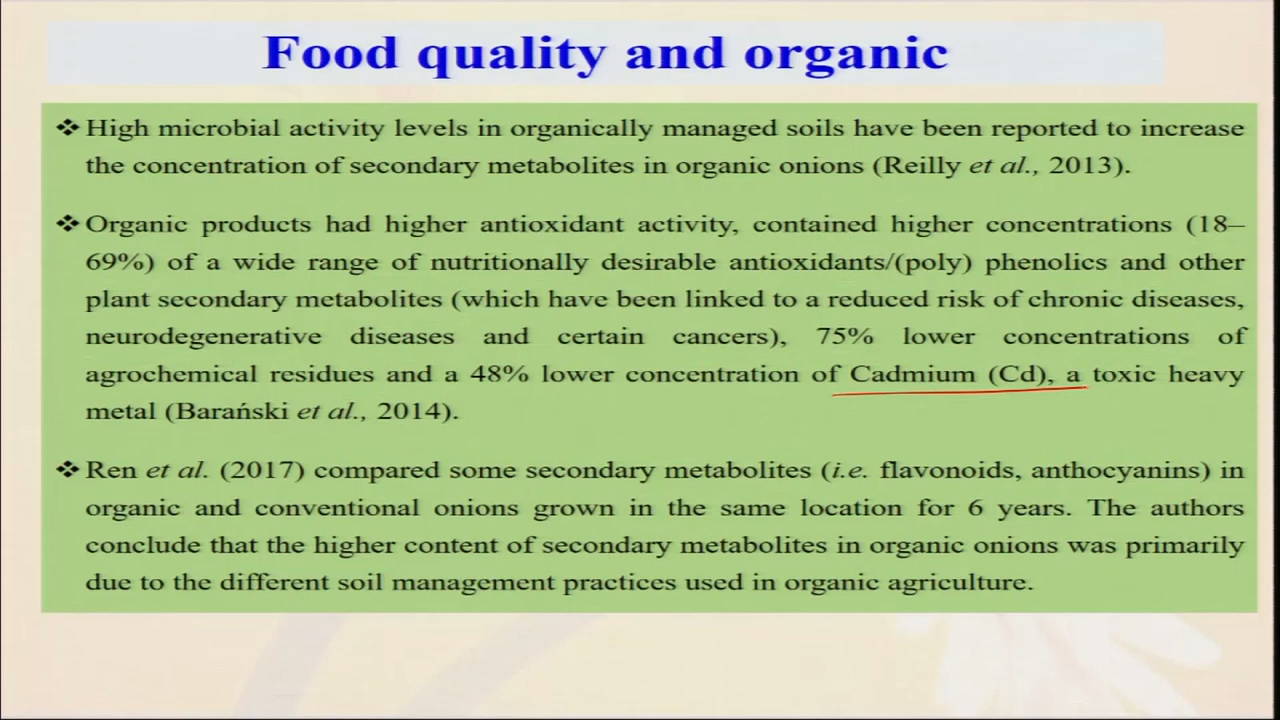 Food quality and organic
❖ High microbial activity levels in organically managed soils have been reported to increase
the concentration of secondary metabolites in organic onions (Reilly et al., 2013).
❖ Organic products had higher antioxidant activity, contained higher concentrations (18–
69%) of a wide range of nutritionally desirable antioxidants/(poly) phenolics and other
plant secondary metabolites (which have been linked to a reduced risk of chronic diseases,
neurodegenerative diseases and certain cancers), 75% lower concentrations of
agrochemical residues and a 48% lower concentration of Cadmium (Cd), a toxic heavy
metal (Barański et al., 2014).
❖ Ren et al. (2017) compared some secondary metabolites (i.e. flavonoids, anthocyanins) in
organic and conventional onions grown in the same location for 6 years. The authors
conclude that the higher content of secondary metabolites in organic onions was primarily
due to the different soil management practices used in organic agriculture.